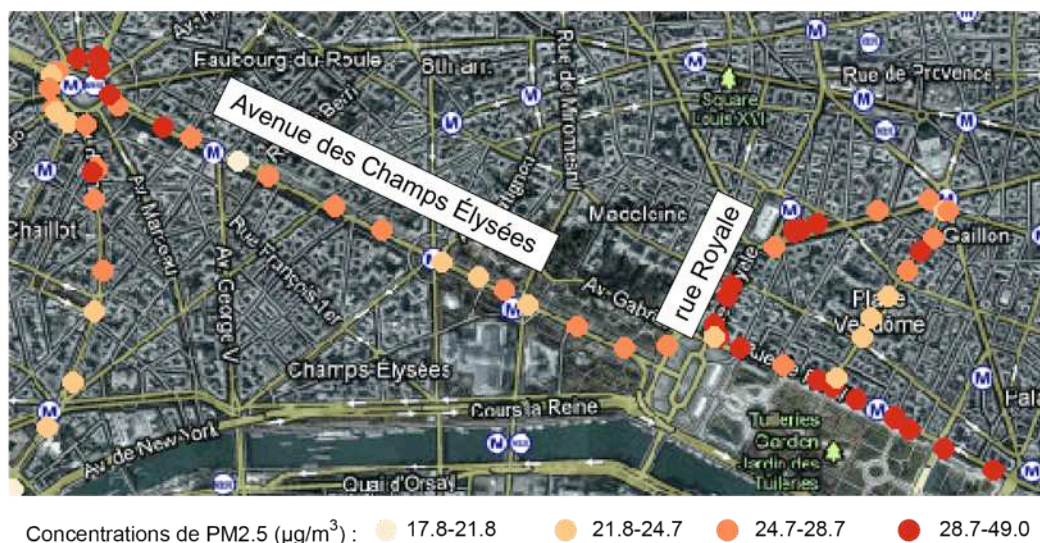 Faubourg-du-Roule
Rue de Provence
Square
Louis XVI
Avenue des Champs Élysées
Rue de Miromesnil
Madeleine
rue Royale
Chaillot
Av. Marceau
Rue François 1er
Av. George V
Av. Gabri
Gaillon
Place
Vendôme
Champs Élysées
Cours la Reine
Av. de New York
Quai d'Orsay
Tuileries
Garden
Jardin des
Tuileries
Pala
Concentrations de PM2.5 (µg/m³) : 17.8-21.8 21.8-24.7 24.7-28.7 28.7-49.0